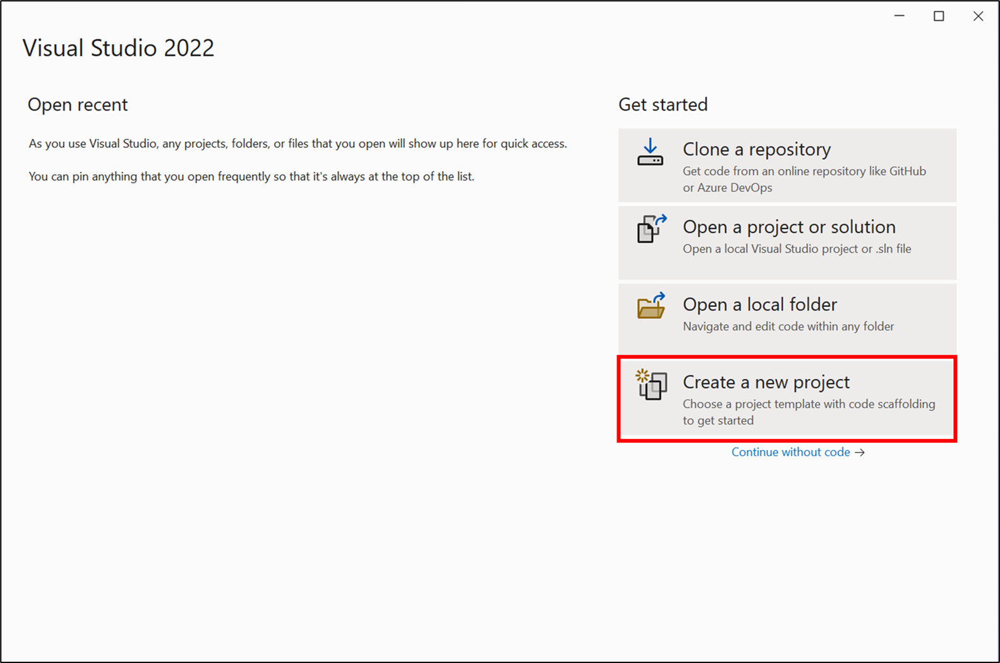 Visual Studio 2022
Open recent
As you use Visual Studio, any projects, folders, or files that you open will show up here for quick access.
You can pin anything that you open frequently so that it's always at the top of the list.
Get started
Clone a repository
Get code from an online repository like GitHub
or Azure DevOps
Open a project or solution
Open a local Visual Studio project or .sln file
Open a local folder
Navigate and edit code within any folder
Create a new project
Choose a project template with code scaffolding
to get started
Continue without code →